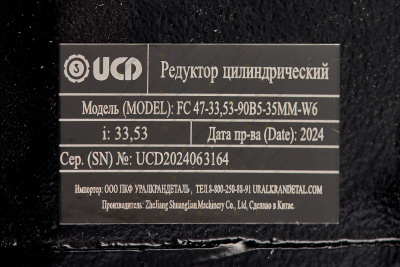 UCD Редуктор цилиндрический
Модель (MODEL): FC 47-33,53-90B5-35MM-W6
i: 33,53 Дата пр-ва (Date): 2024
Сер. (SN) №: UCD2024063164
Импортер: ООО ПКФ УРАЛКРАНДЕТАЛЬ , ТЕЛ.8-800-250-88-91 URALKRANDETAL.COM
Производитель: ZheJiang Shuanglian Machinery Co., Ltd, Сделано в Китае.